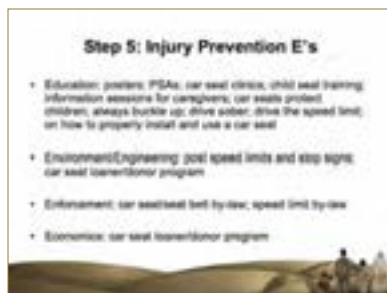 Step 5: Injury Prevention E's
• Education: posters; PSAs; car seat clinics; child seat training;
information sessions for caregivers; car seats protect
children; always buckle up; drive sober; drive the speed limit;
on how to properly install and use a car seat
• Environment/Engineering: post speed limits and stop signs;
car seat loaner/donor program
• Enforcement: car seat/seat belt by-law; speed limit by-law
• Economics: car seat loaner/donor program